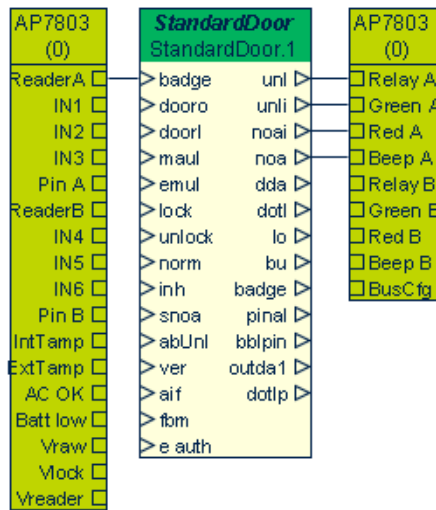 AP7803
(0)
ReaderA
IN1
IN2
IN3
Pin A
ReaderB
IN4
IN5
IN6
Pin B
IntTamp
ExtTamp
AC OK
Batt low
Vraw
Vlock
Vreader
StandardDoor
StandardDoor.1
badge unl
dooro unli
doorl noai
maul noa
emul dda
lock dotl
unlock lo
norm bu
inh badge
snoa pinal
abUnl bblpin
ver outda1
aif dotlp
fbm
e auth
AP7803
(0)
Relay A
Green A
Red A
Beep A
Relay B
Green B
Red B
Beep B
BusCfg